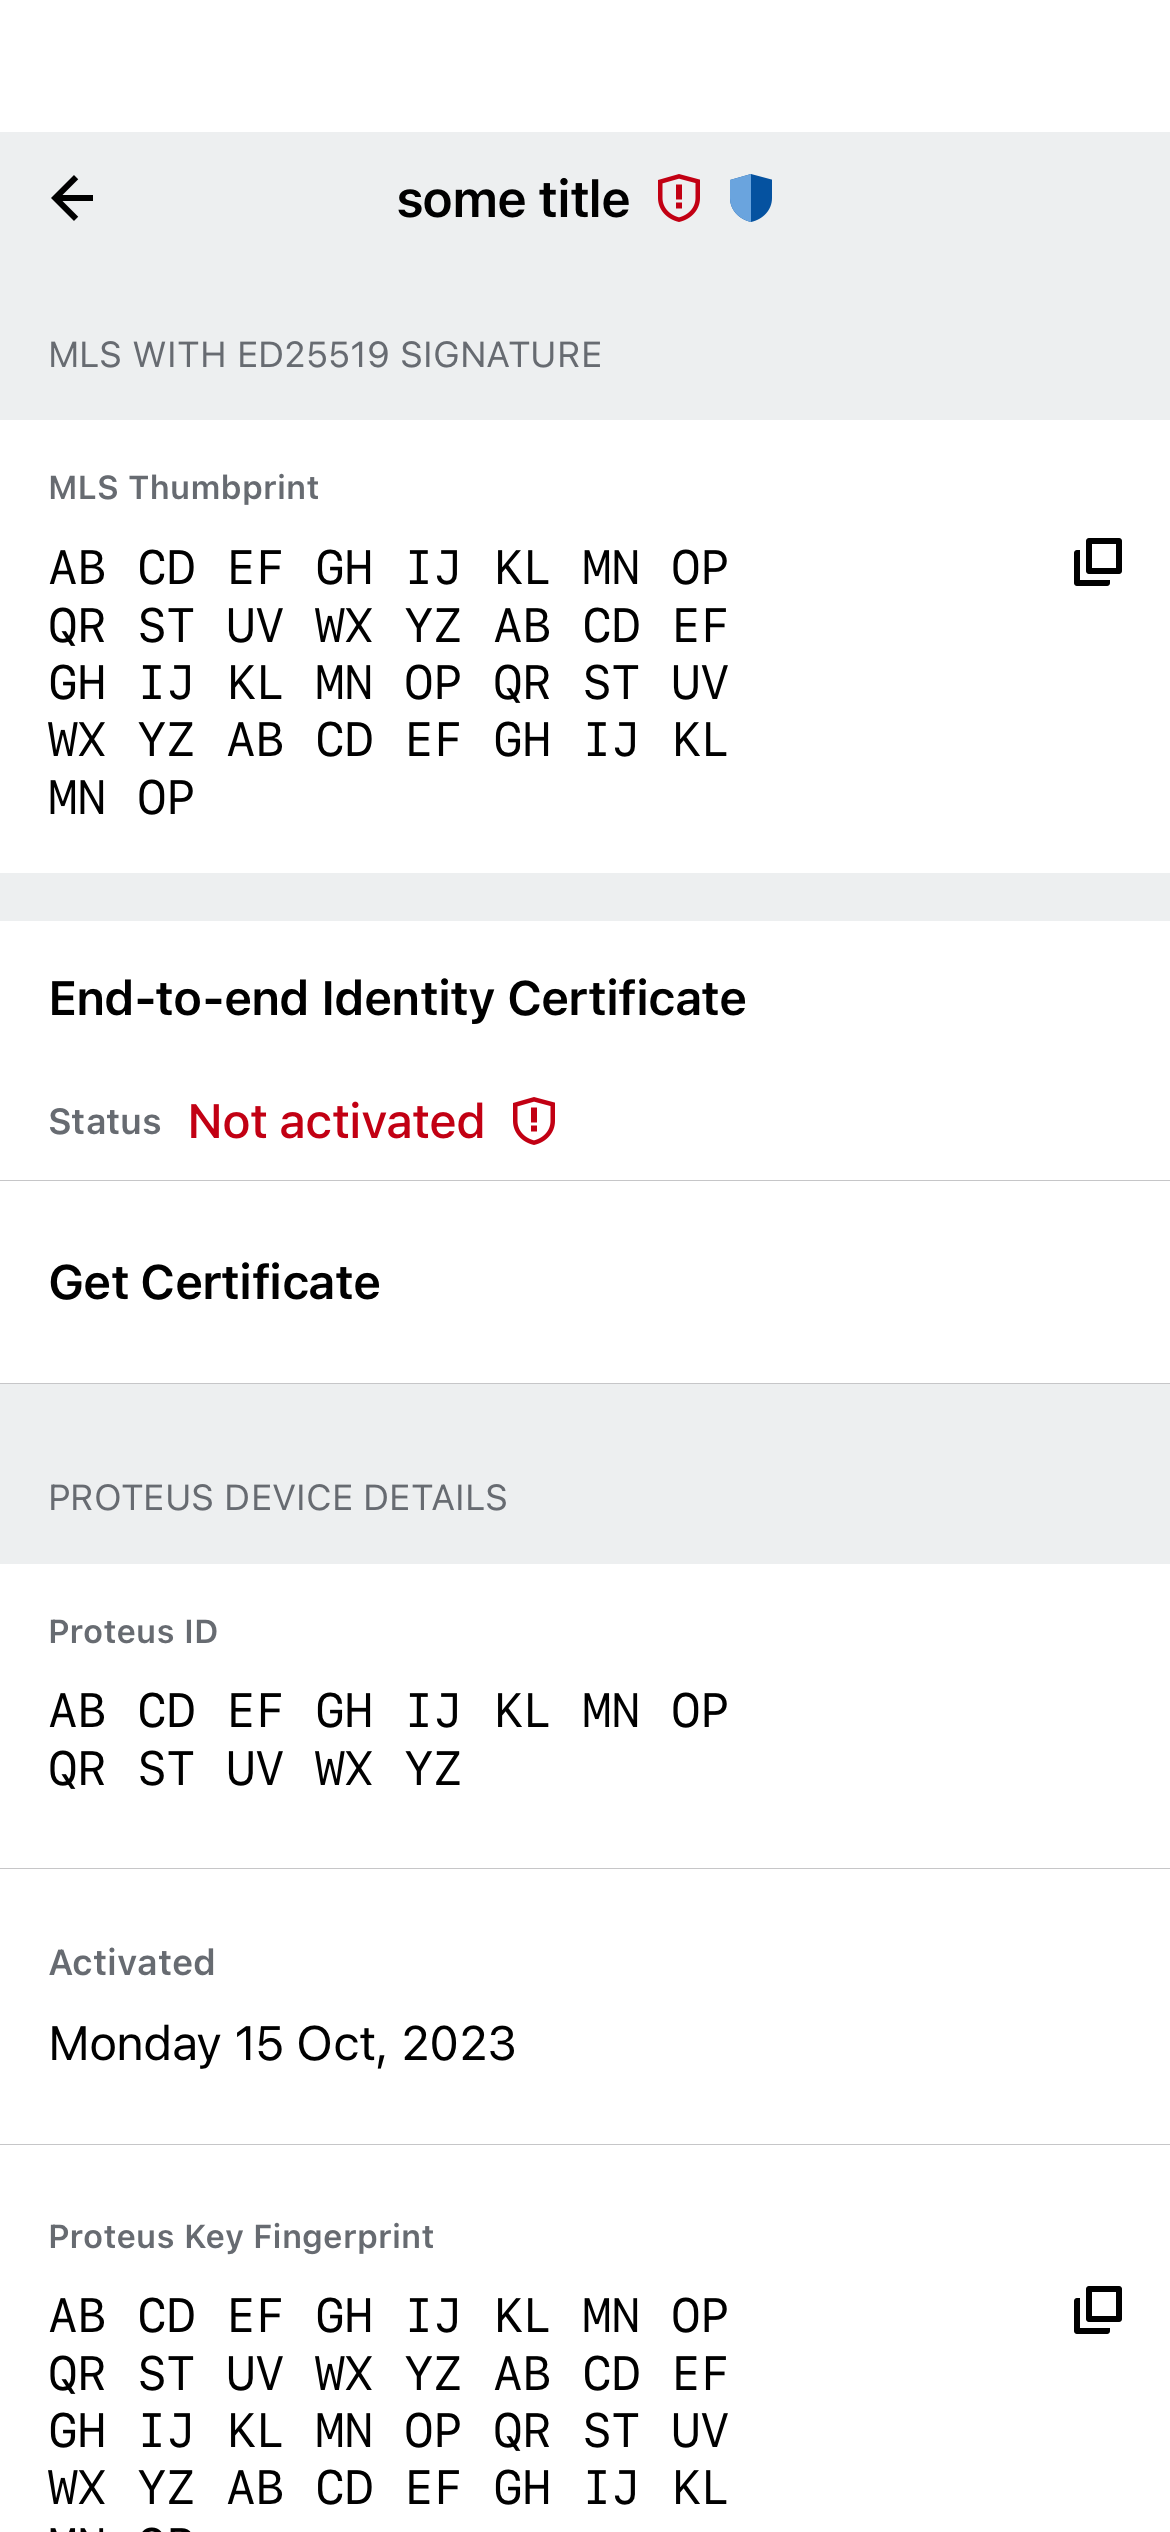 some title
MLS WITH ED25519 SIGNATURE
MLS Thumbprint
AB CD EF GH IJ KL MN OP
QR ST UV WX YZ AB CD EF
GH IJ KL MN OP QR ST UV
WX YZ AB CD EF GH IJ KL
MN OP
End-to-end Identity Certificate
Status Not activated
Get Certificate
PROTEUS DEVICE DETAILS
Proteus ID
AB CD EF GH IJ KL MN OP
QR ST UV WX YZ
Activated
Monday 15 Oct, 2023
Proteus Key Fingerprint
AB CD EF GH IJ KL MN OP
QR ST UV WX YZ AB CD EF
GH IJ KL MN OP QR ST UV
WX YZ AB CD EF GH IJ KL